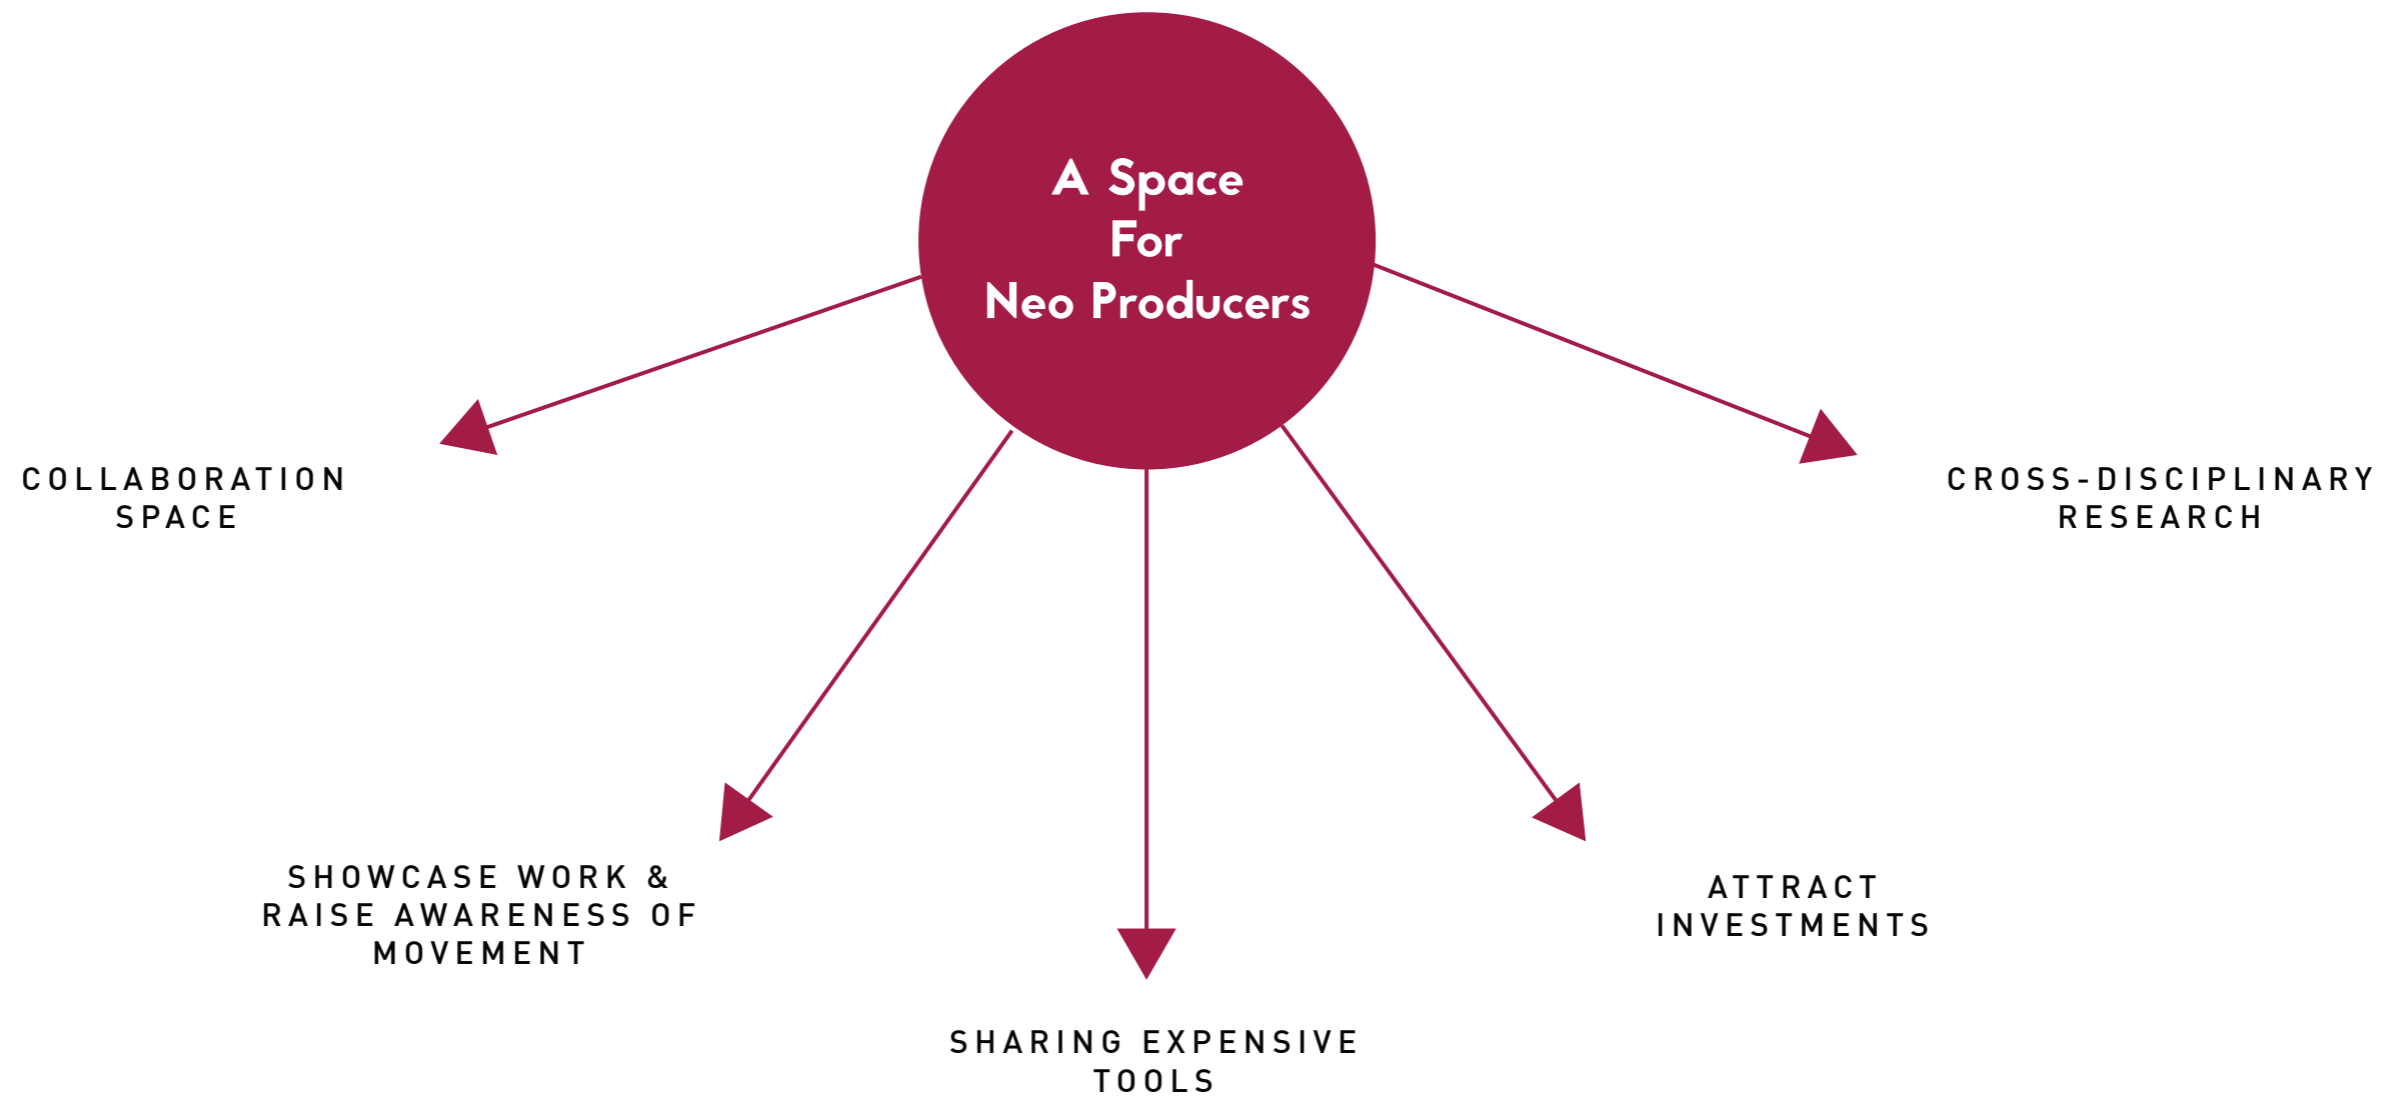 A Space
For
Neo Producers
COLLABORATION
SPACE
CROSS-DISCIPLINARY
RESEARCH
SHOWCASE WORK &
RAISE AWARENESS OF
MOVEMENT
ATTRACT
INVESTMENTS
SHARING EXPENSIVE
TOOLS